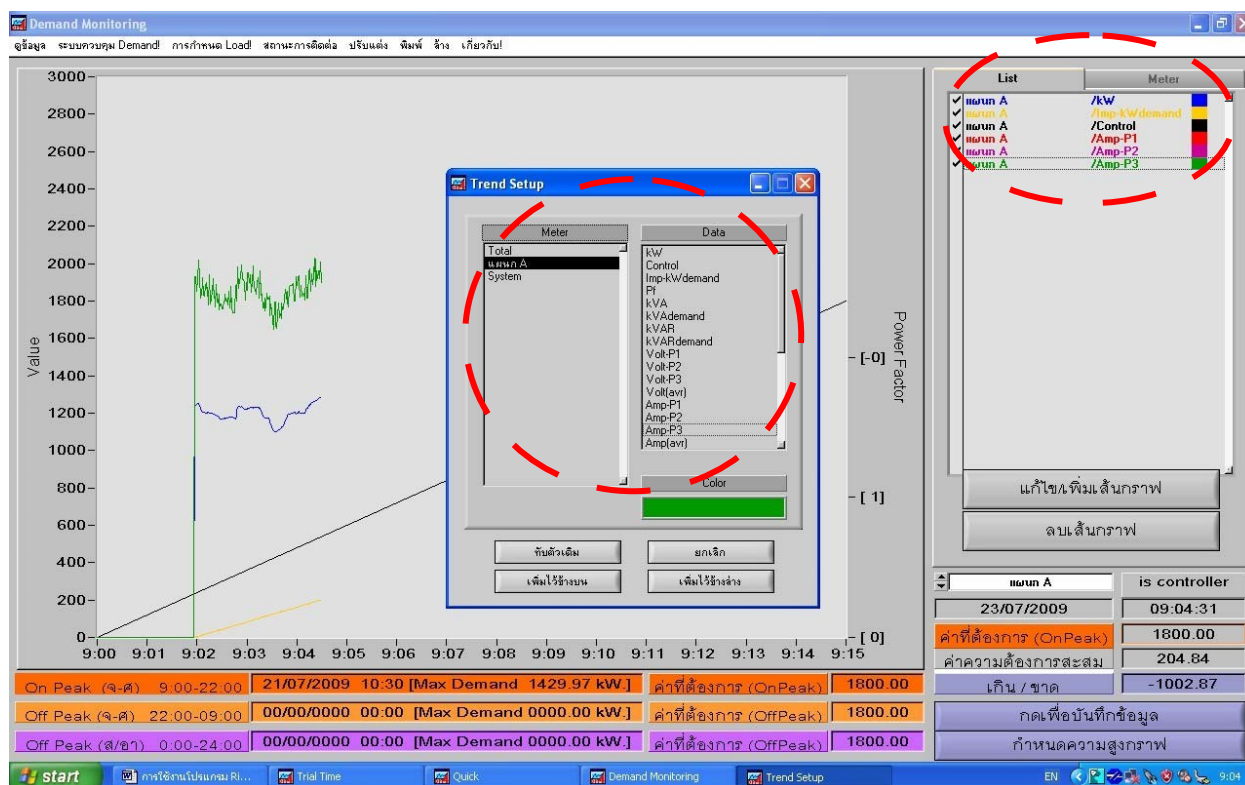 Demand Monitoring
ดูข้อมูล ระบบควบคุม Demand! การกำหนด Load! สถานะการติดต่อ ปรับแต่ง พิมพ์ ล้าง เกี่ยวกับ!
3000
2800
2600
2400
2200
2000
1800
1600
1400
1200
1000
800
600
400
200
0
Value
9:00 9:01 9:02 9:03 9:04 9:05 9:06 9:07 9:08 9:09 9:10 9:11 9:12 9:13 9:14 9:15
[-0]
[ 1]
[ 0]
Power Factor
Trend Setup
Meter
Total
แผนก A
System
Data
kW
Control
Imp-kWdemand
Pf
kVA
kVAdemand
kVAR
kVARdemand
Volt-P1
Volt-P2
Volt-P3
Volt(avr)
Amp-P1
Amp-P2
Amp-P3
Amp(avr)
Color
ทับตัวเดิม ยกเลิก
เพิ่มไว้ข้างบน เพิ่มไว้ข้างล่าง
List Meter
แผนก A /kW
แผนก A /Imp-kWdemand
แผนก A /Control
แผนก A /Amp-P1
แผนก A /Amp-P2
แผนก A /Amp-P3
แก้ไข/เพิ่มเส้นกราฟ
ลบเส้นกราฟ
แผนก A is controller
23/07/2009 09:04:31
ค่าที่ต้องการ (OnPeak) 1800.00
ค่าความต้องการสะสม 204.84
เกิน / ขาด -1002.87
กดเพื่อบันทึกข้อมูล
กำหนดความสูงกราฟ
On Peak (จ-ศ) 9:00-22:00 21/07/2009 10:30 [Max Demand 1429.97 kW.] ค่าที่ต้องการ (OnPeak) 1800.00
Off Peak (จ-ศ) 22:00-09:00 00/00/0000 00:00 [Max Demand 0000.00 kW.] ค่าที่ต้องการ (OffPeak) 1800.00
Off Peak (ส/อา) 0:00-24:00 00/00/0000 00:00 [Max Demand 0000.00 kW.] ค่าที่ต้องการ (OffPeak) 1800.00
start การใช้งานโปรแกรม Ri... Trial Time Quick Demand Monitoring Trend Setup EN 9:04